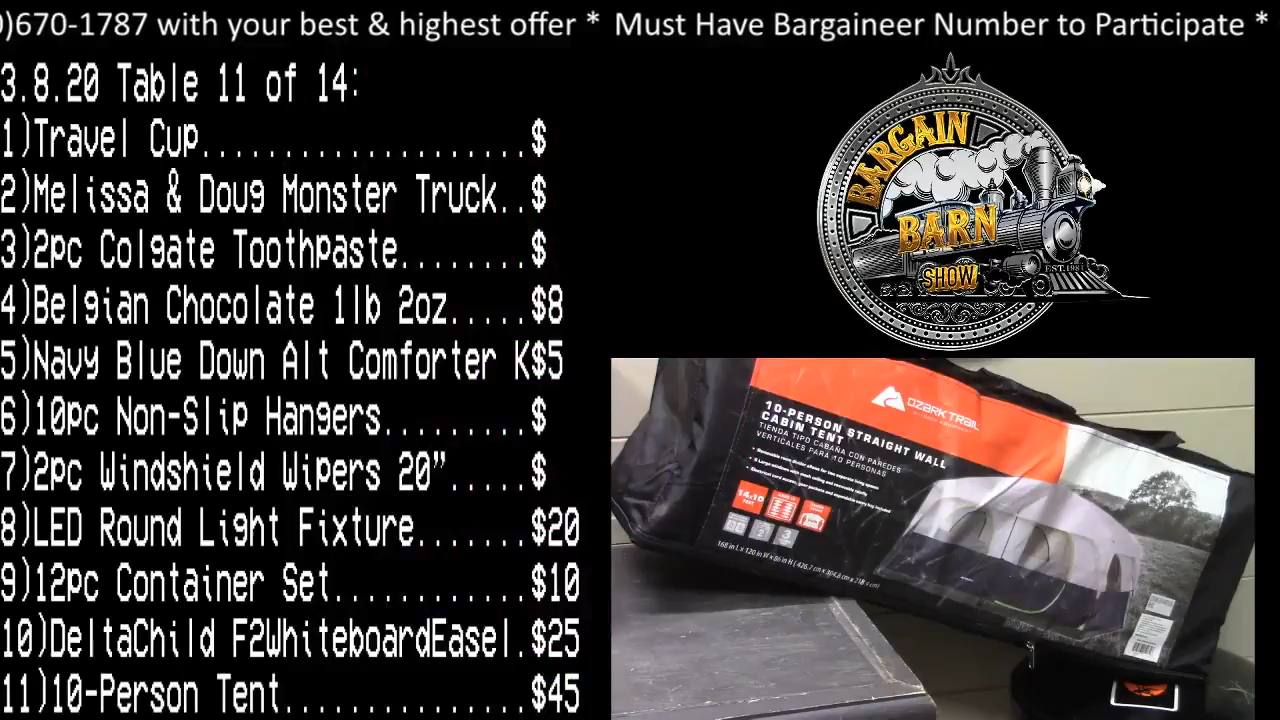 )670-1787 with your best & highest offer * Must Have Bargaineer Number to Participate *
3.8.20 Table 11 of 14:
1)Travel Cup....................$
2)Melissa & Doug Monster Truck..$
3)2pc Colgate Toothpaste........$
4)Belgian Chocolate 1lb 2oz.....$8
5)Navy Blue Down Alt Comforter K$5
6)10pc Non-Slip Hangers.........$
7)2pc Windshield Wipers 20".....$
8)LED Round Light Fixture.......$20
9)12pc Container Set............$10
10)DeltaChild F2WhiteboardEasel.$25
11)10-Person Tent...............$45
BARGAIN
BARN
SHOW
OZARK TRAIL
10-PERSON STRAIGHT WALL
CABIN TENT
TIENDA TIPO CABAÑA CON PAREDES
VERTICALES PARA 10 PERSONAS
14x10